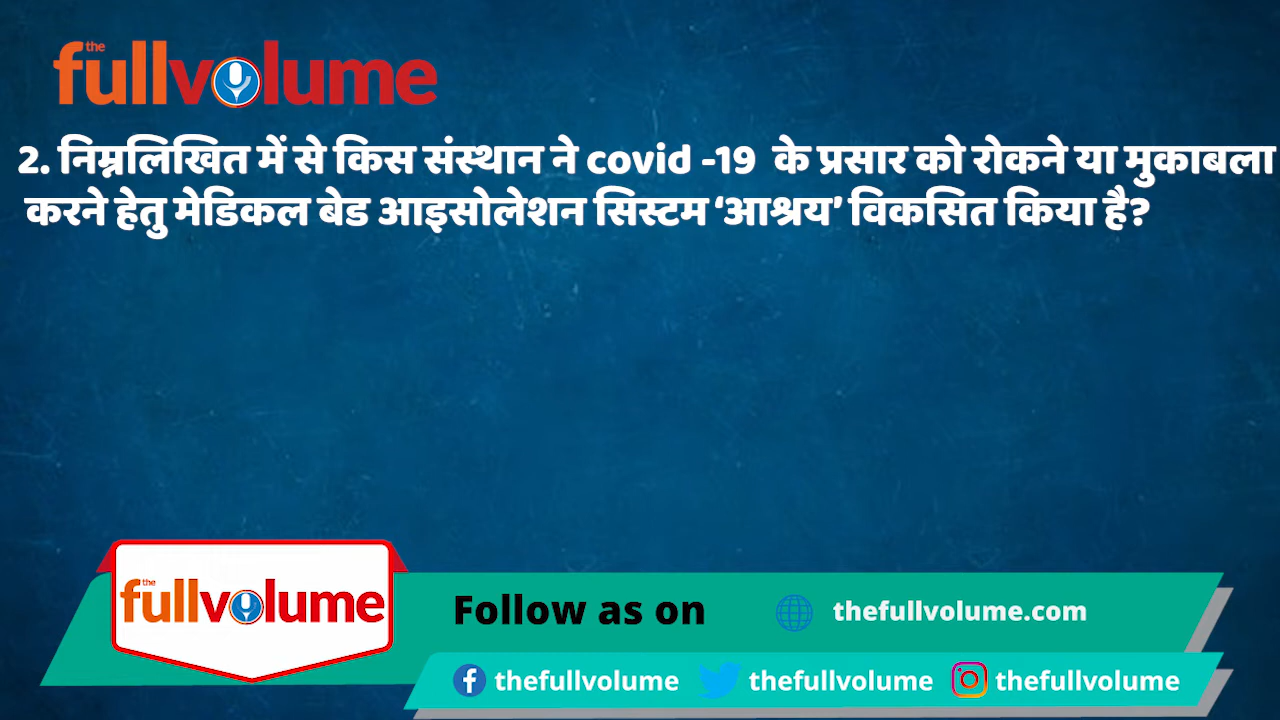 the
fullvolume
2. निम्नलिखित में से किस संस्थान ने covid -19 के प्रसार को रोकने या मुकाबला
करने हेतु मेडिकल बेड आइसोलेशन सिस्टम ‘आश्रय’ विकसित किया है?
the
fullvolume
Follow as on
thefullvolume.com
thefullvolume
thefullvolume
thefullvolume